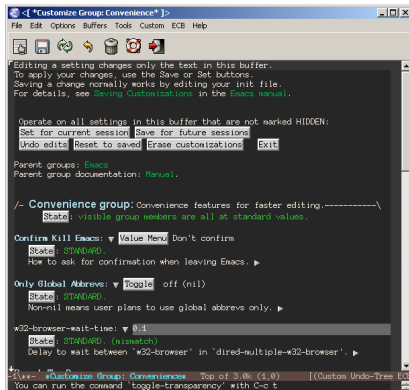 <[ *Customize Group: Convenience* ]>
File Edit Options Buffers Tools Custom ECB Help
Editing a setting changes only the text in this buffer.
To apply your changes, use the Save or Set buttons.
Saving a change normally works by editing your init file.
For details, see Saving Customizations in the Emacs manual.
Operate on all settings in this buffer that are not marked HIDDEN:
Set for current session Save for future sessions
Undo edits Reset to saved Erase customizations Exit
Parent groups: Emacs
Parent group documentation: Manual.
/- Convenience group: Convenience features for faster editing.-----------\
State: visible group members are all at standard values.
Confirm Kill Emacs: ▼ Value Menu Don't confirm
State: STANDARD.
How to ask for confirmation when leaving Emacs. ▶
Only Global Abbrevs: ▼ Toggle off (nil)
State: STANDARD.
Non-nil means user plans to use global abbrevs only. ▶
w32-browser-wait-time: ▼ 0.1
State: STANDARD. (mismatch)
Delay to wait between `w32-browser' in `dired-multiple-w32-browser'. ▶
-1\**- *Customize Group: Convenience* Top of 3.0k (1,0) ((Custom Undo-Tree EC
You can run the command `toggle-transparency' with C-c t